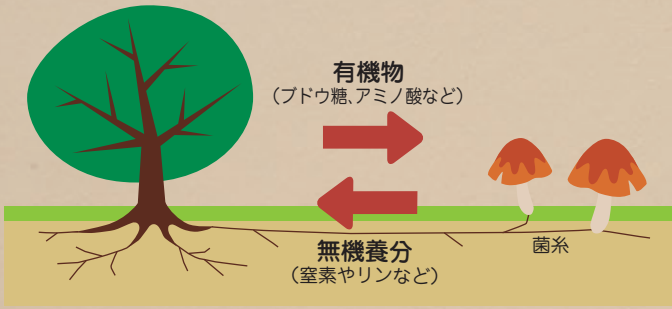 有機物
（ブドウ糖、アミノ酸など）
無機養分
（窒素やリンなど）
菌糸